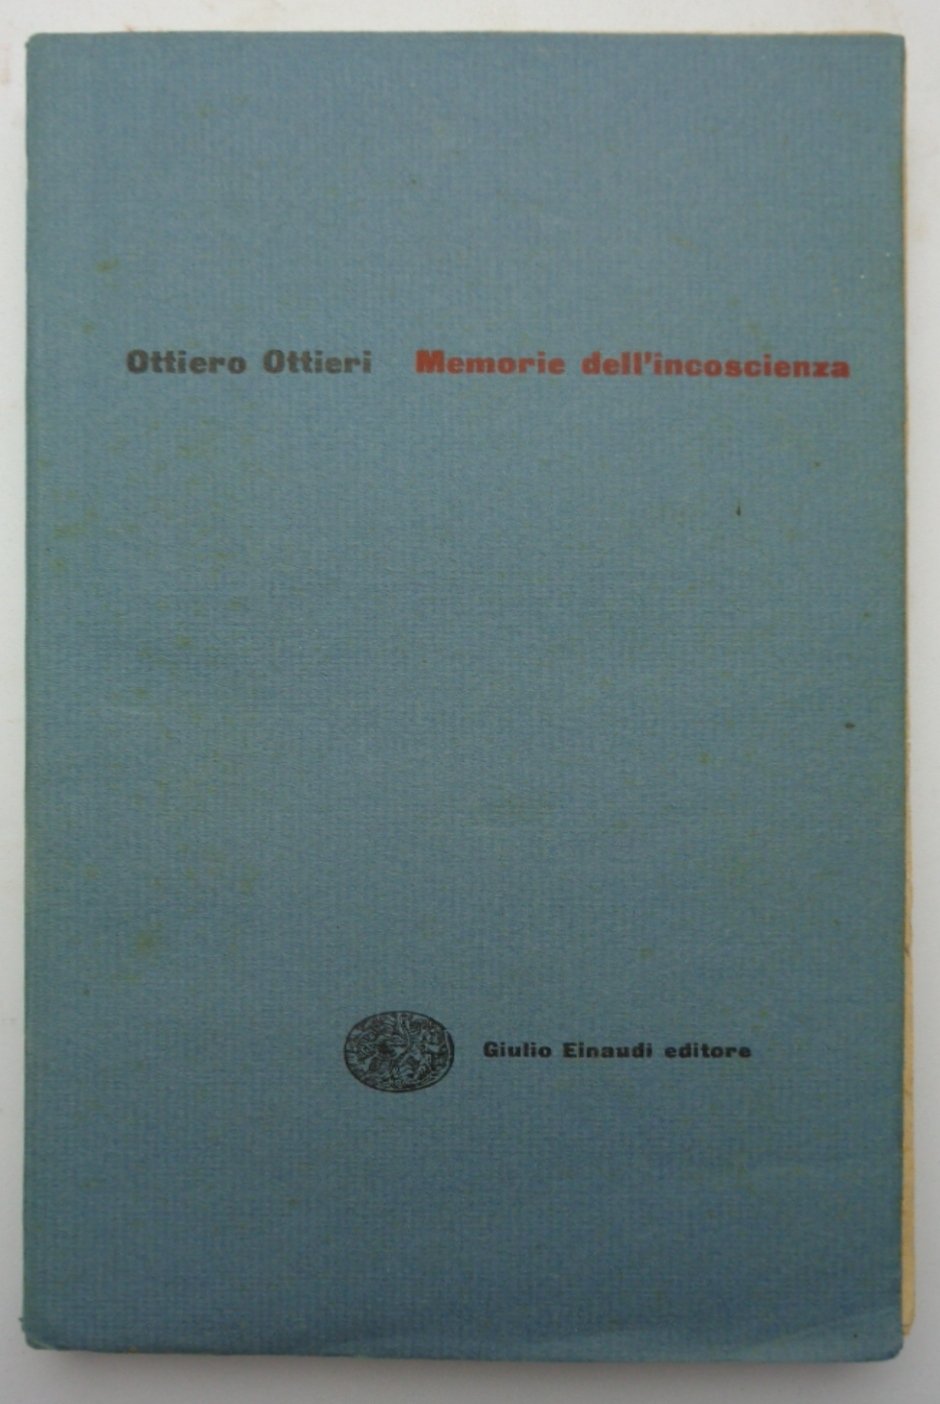 Ottiero Ottieri Memorie dell'incoscienza
Giulio Einaudi editore